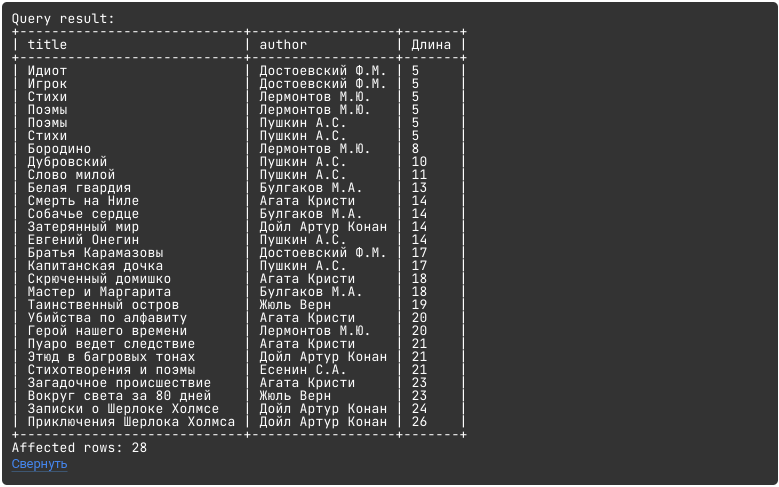 Query result:
+---------------------------+------------------+-------+
| title                     | author           | Длина |
+---------------------------+------------------+-------+
| Идиот                     | Достоевский Ф.М. | 5     |
| Игрок                     | Достоевский Ф.М. | 5     |
| Стихи                     | Лермонтов М.Ю.   | 5     |
| Поэмы                     | Лермонтов М.Ю.   | 5     |
| Поэмы                     | Пушкин А.С.      | 5     |
| Стихи                     | Пушкин А.С.      | 5     |
| Бородино                  | Лермонтов М.Ю.   | 8     |
| Дубровский                | Пушкин А.С.      | 10    |
| Слово милой               | Пушкин А.С.      | 11    |
| Белая гвардия             | Булгаков М.А.    | 13    |
| Смерть на Ниле            | Агата Кристи     | 14    |
| Собачье сердце            | Булгаков М.А.    | 14    |
| Затерянный мир            | Дойл Артур Конан | 14    |
| Евгений Онегин            | Пушкин А.С.      | 14    |
| Братья Карамазовы         | Достоевский Ф.М. | 17    |
| Капитанская дочка         | Пушкин А.С.      | 17    |
| Скрюченный домишко        | Агата Кристи     | 18    |
| Мастер и Маргарита        | Булгаков М.А.    | 18    |
| Таинственный остров       | Жюль Верн        | 19    |
| Убийства по алфавиту      | Агата Кристи     | 20    |
| Герой нашего времени      | Лермонтов М.Ю.   | 20    |
| Пуаро ведет следствие     | Агата Кристи     | 21    |
| Этюд в багровых тонах     | Дойл Артур Конан | 21    |
| Стихотворения и поэмы     | Есенин С.А.      | 21    |
| Загадочное происшествие   | Агата Кристи     | 23    |
| Вокруг света за 80 дней   | Жюль Верн        | 23    |
| Записки о Шерлоке Холмсе  | Дойл Артур Конан | 24    |
| Приключения Шерлока Холмса | Дойл Артур Конан | 26    |
+---------------------------+------------------+-------+
Affected rows: 28
Свернуть